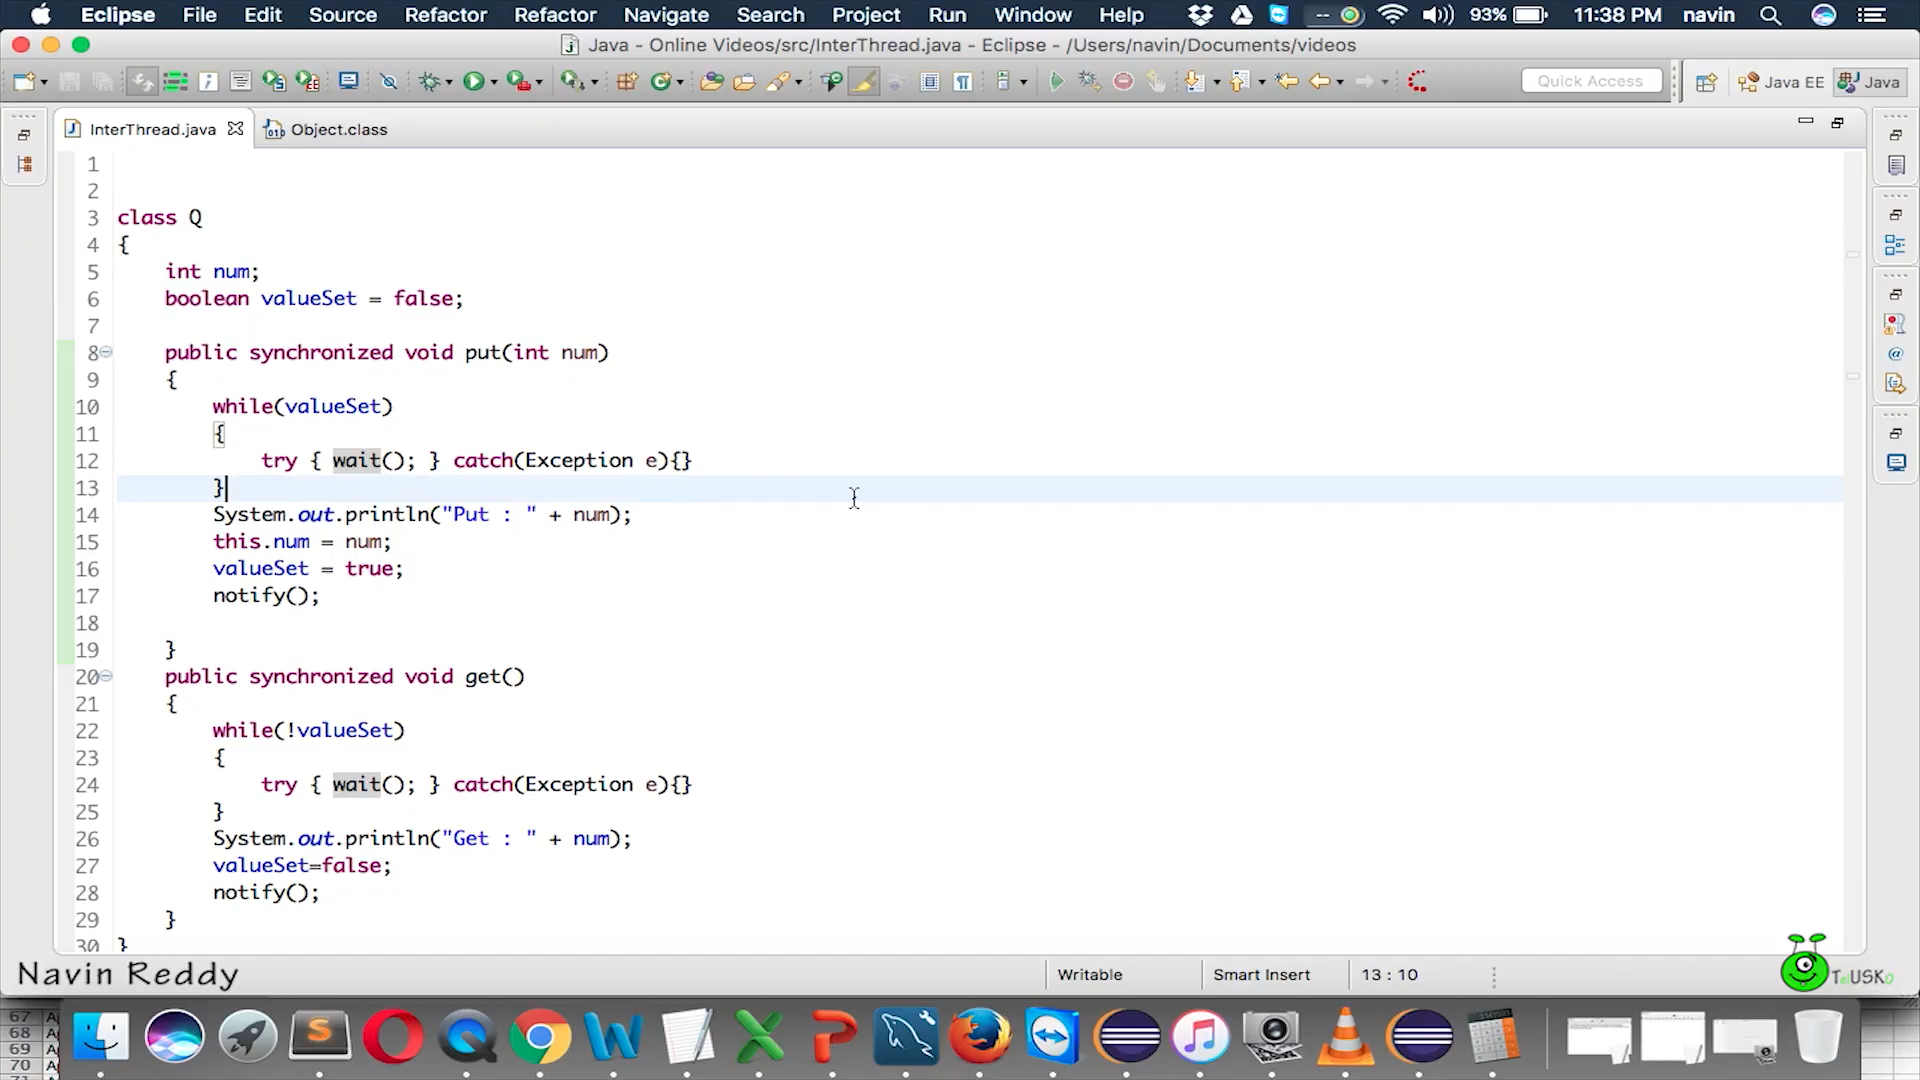 Eclipse File Edit Source Refactor Refactor Navigate Search Project Run Window Help -- 93% 11:38 PM navin
Java - Online Videos/src/InterThread.java - Eclipse - /Users/navin/Documents/videos
Quick Access Java EE Java
InterThread.java Object.class
1
2
3 class Q
4 {
5 int num;
6 boolean valueSet = false;
7
8 public synchronized void put(int num)
9 {
10 while(valueSet)
11 {
12 try { wait(); } catch(Exception e){}
13 }
14 System.out.println("Put : " + num);
15 this.num = num;
16 valueSet = true;
17 notify();
18
19 }
20 public synchronized void get()
21 {
22 while(!valueSet)
23 {
24 try { wait(); } catch(Exception e){}
25 }
26 System.out.println("Get : " + num);
27 valueSet=false;
28 notify();
29 }
30 }
Navin Reddy Writable Smart Insert 13 : 10 TelUSKo
67
68
69
70